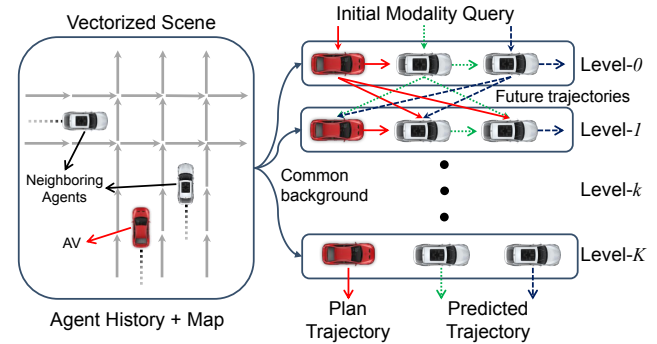 Vectorized Scene
Neighboring
Agents
AV
Agent History + Map
Initial Modality Query
Level-0
Future trajectories
Level-1
Common
background
Level-k
Level-K
Plan
Trajectory
Predicted
Trajectory